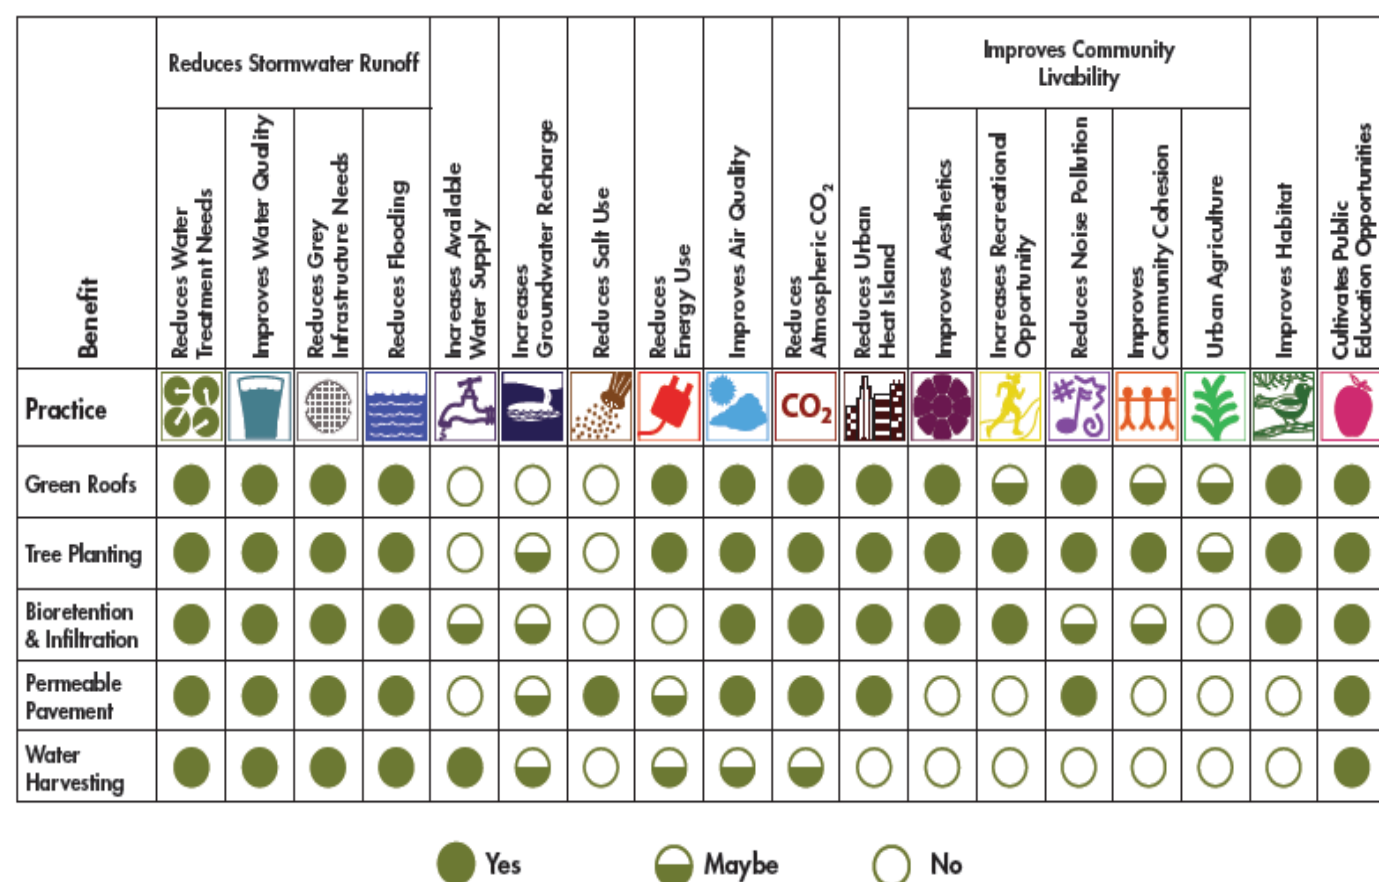 Reduces Stormwater Runoff
Improves Community
Livability
Benefit
Reduces Water
Treatment Needs
Improves Water Quality
Reduces Grey
Infrastructure Needs
Reduces Flooding
Increases Available
Water Supply
Increases
Groundwater Recharge
Reduces Salt Use
Reduces
Energy Use
Improves Air Quality
Reduces
Atmospheric CO₂
Reduces Urban
Heat Island
Improves Aesthetics
Increases Recreational
Opportunity
Reduces Noise Pollution
Improves
Community Cohesion
Urban Agriculture
Improves Habitat
Cultivates Public
Education Opportunities
Practice
CO₂
Green Roofs
Tree Planting
Bioretention
& Infiltration
Permeable
Pavement
Water
Harvesting
Yes
Maybe
No